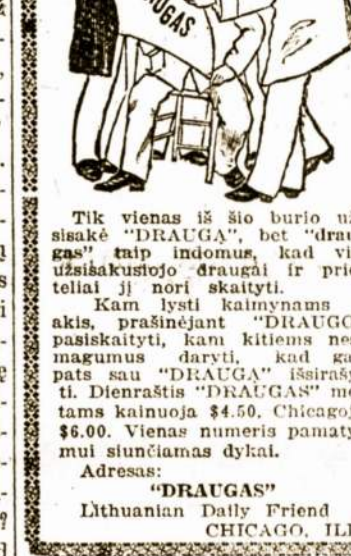 UGAS
Tik vienas iš šio burio už
sisakė "DRAUGĄ", bet "drau
gas" taip indomus, kad vi
užsisakusiojo draugai ir prie
teliai jį nori skaityti.
Kam lysti kaimynams
akis, prašinėjant "DRAUGO
pasiskaityti, kam kitiems ne
magumus daryti, kad ga
pats sau "DRAUGĄ" išsirašy
ti. Dienraštis "DRAUGAS" me
tams kainuoja $4.50, Chicago,
$6.00. Vienas numeris pamaty
mui siunčiamas dykai.
Adresas:
"DRAUGAS"
Lithuanian Daily Friend
CHICAGO, ILL